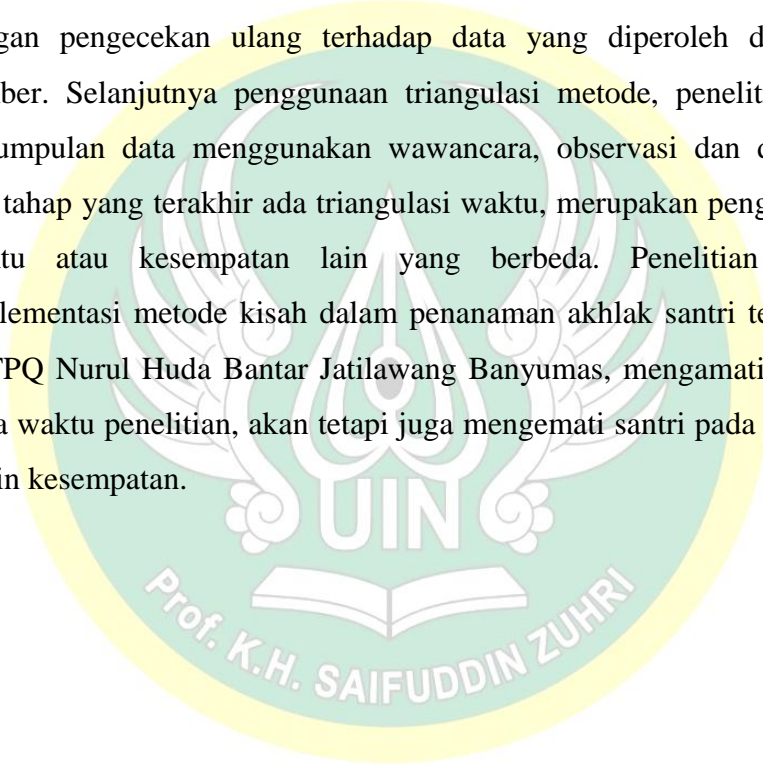 gan pengecekan ulang terhadap data yang diperoleh d
ber. Selanjutnya penggunaan triangulasi metode, penelit
umpulan data menggunakan wawancara, observasi dan d
tahap yang terakhir ada triangulasi waktu, merupakan peng
tu atau kesempatan lain yang berbeda. Penelitian
lementasi metode kisah dalam penanaman akhlak santri te
TPQ Nurul Huda Bantar Jatilawang Banyumas, mengamati
a waktu penelitian, akan tetapi juga mengemati santri pada
in kesempatan.
UIN
Prof. K.H. SAIFUDDIN ZUHRI